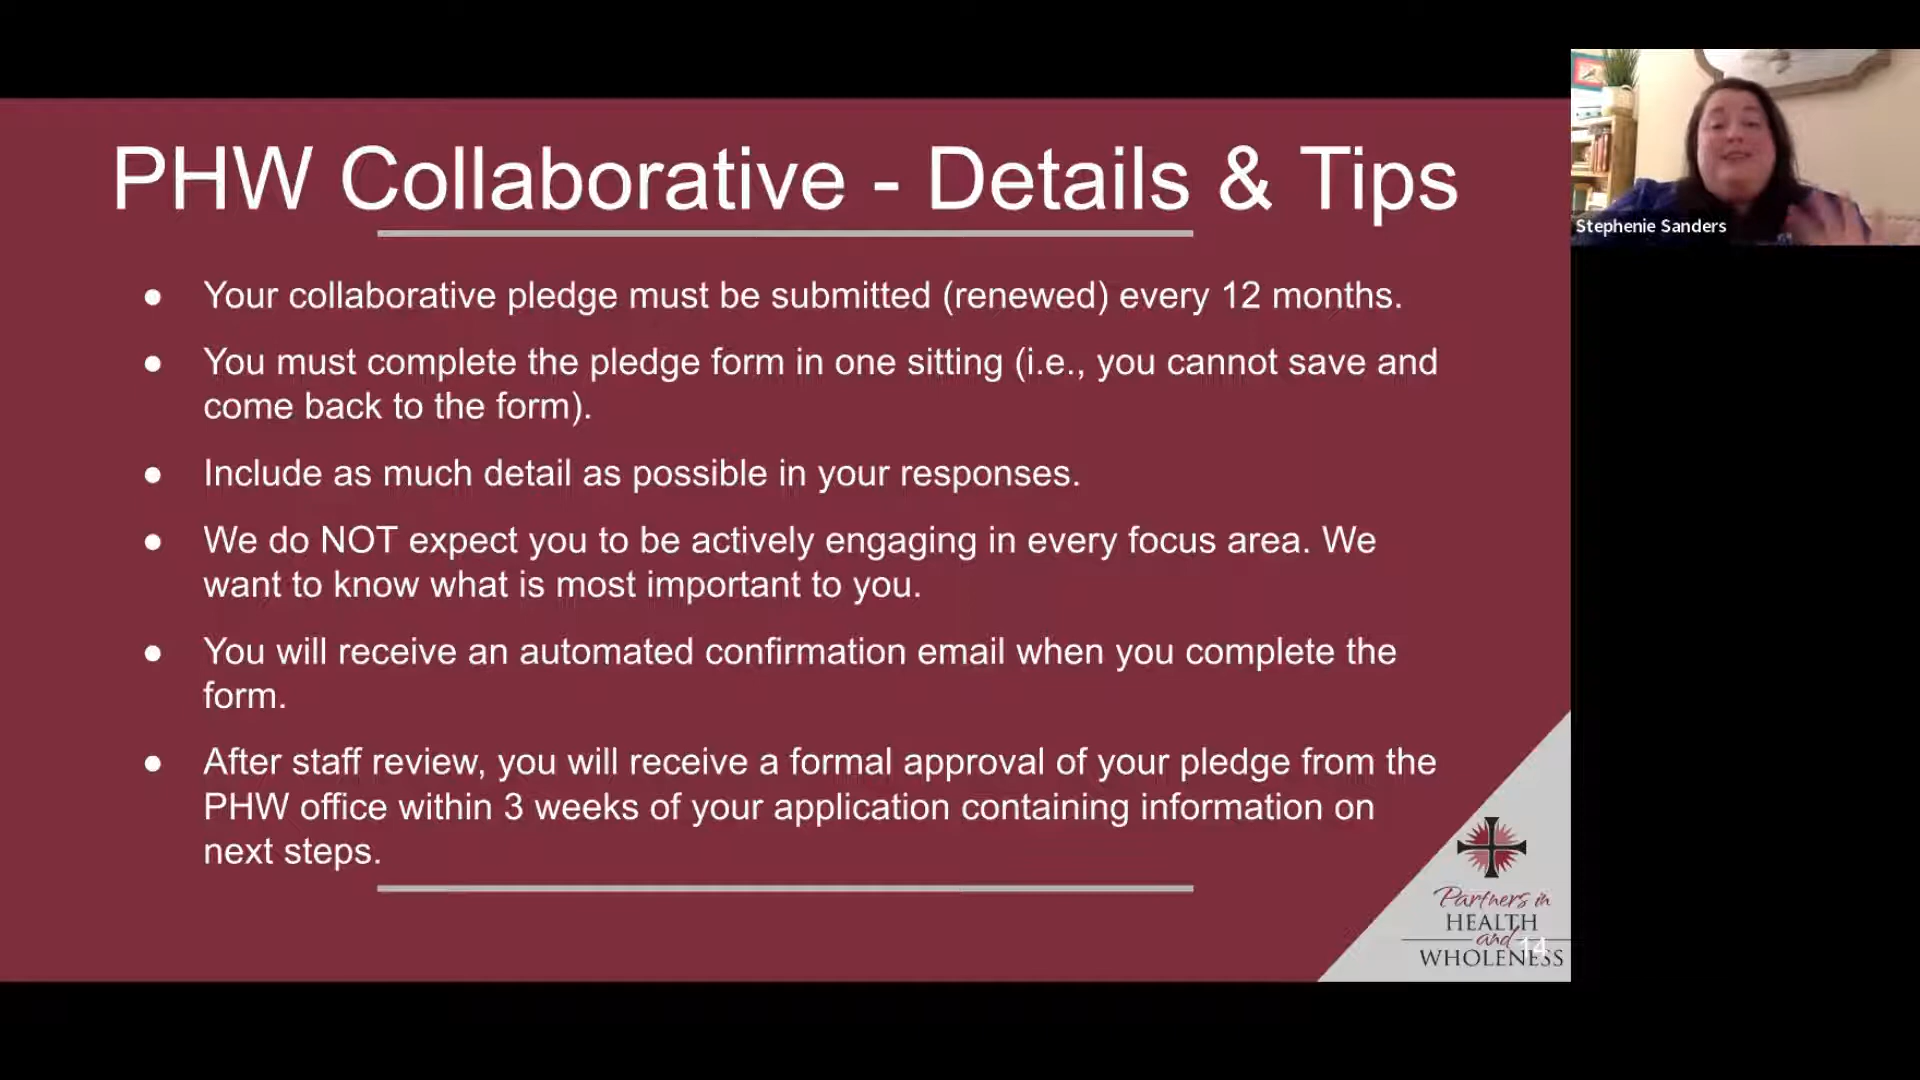 PHW Collaborative - Details & Tips
● Your collaborative pledge must be submitted (renewed) every 12 months.
● You must complete the pledge form in one sitting (i.e., you cannot save and
come back to the form).
● Include as much detail as possible in your responses.
● We do NOT expect you to be actively engaging in every focus area. We
want to know what is most important to you.
● You will receive an automated confirmation email when you complete the
form.
● After staff review, you will receive a formal approval of your pledge from the
PHW office within 3 weeks of your application containing information on
next steps.
Partners in
HEALTH
and
WHOLENESS
14
Stephenie Sanders